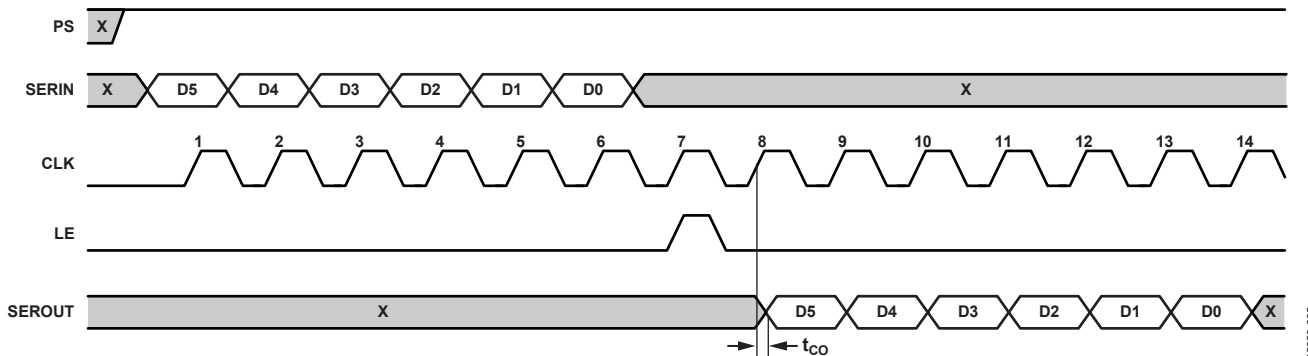 PS X
SERIN X D5 D4 D3 D2 D1 D0 X
1 2 3 4 5 6 7 8 9 10 11 12 13 14
CLK
LE
SEROUT X D5 D4 D3 D2 D1 D0 X
tCO